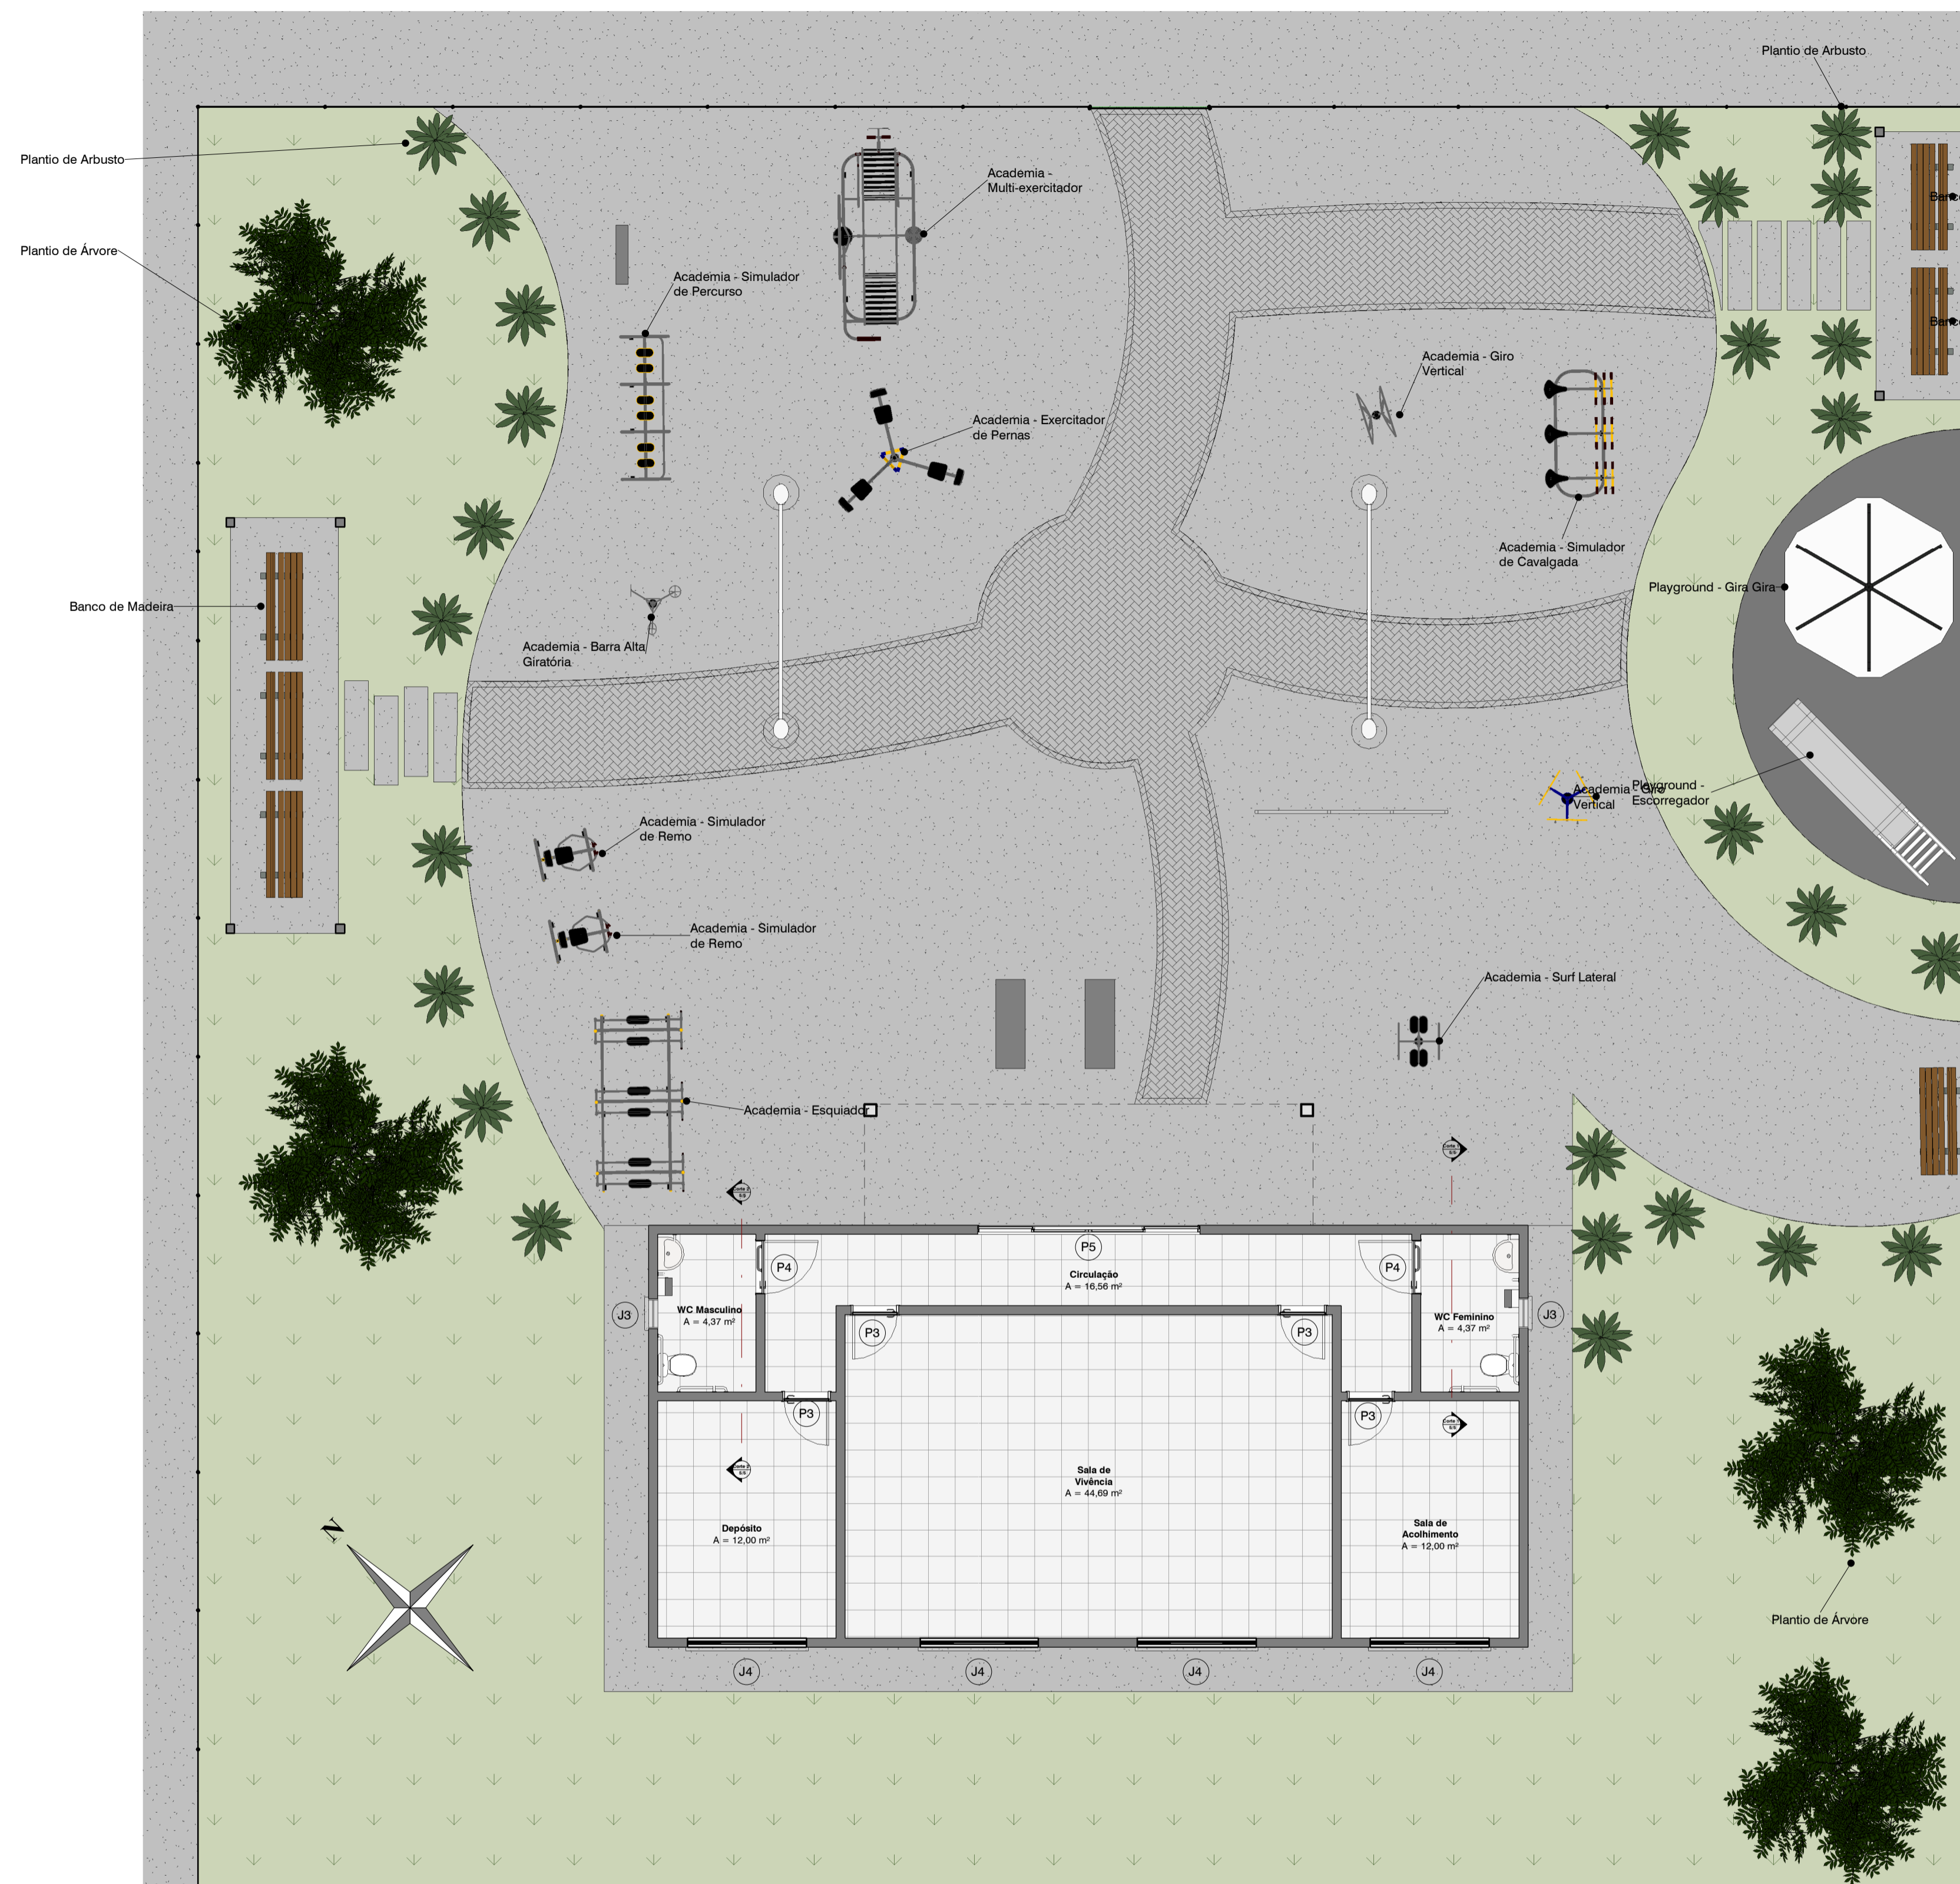 Plantio de Arbusto
Plantio de Arbusto
Academia -
Multi-exercitador
Plantio de Árvore
Academia - Simulador
de Percurso
Academia - Giro
Vertical
Academia - Exercitador
de Pernas
Academia - Simulador
de Cavalgada
Playground - Gira Gira
Banco de Madeira
Academia - Barra Alta
Giratória
Academia - Giro
Vertical
Playground -
Escorregador
Academia - Simulador
de Remo
Academia - Simulador
de Remo
Academia - Surf Lateral
Academia - Esquiador
P5
P4
P4
Circulação
A = 16,56 m²
WC Masculino
A = 4,37 m²
WC Feminino
A = 4,37 m²
J3
J3
P3
P3
P3
P3
Sala de
Vivência
A = 44,69 m²
Depósito
A = 12,00 m²
Sala de
Acolhimento
A = 12,00 m²
N
Plantio de Árvore
J4
J4
J4
J4